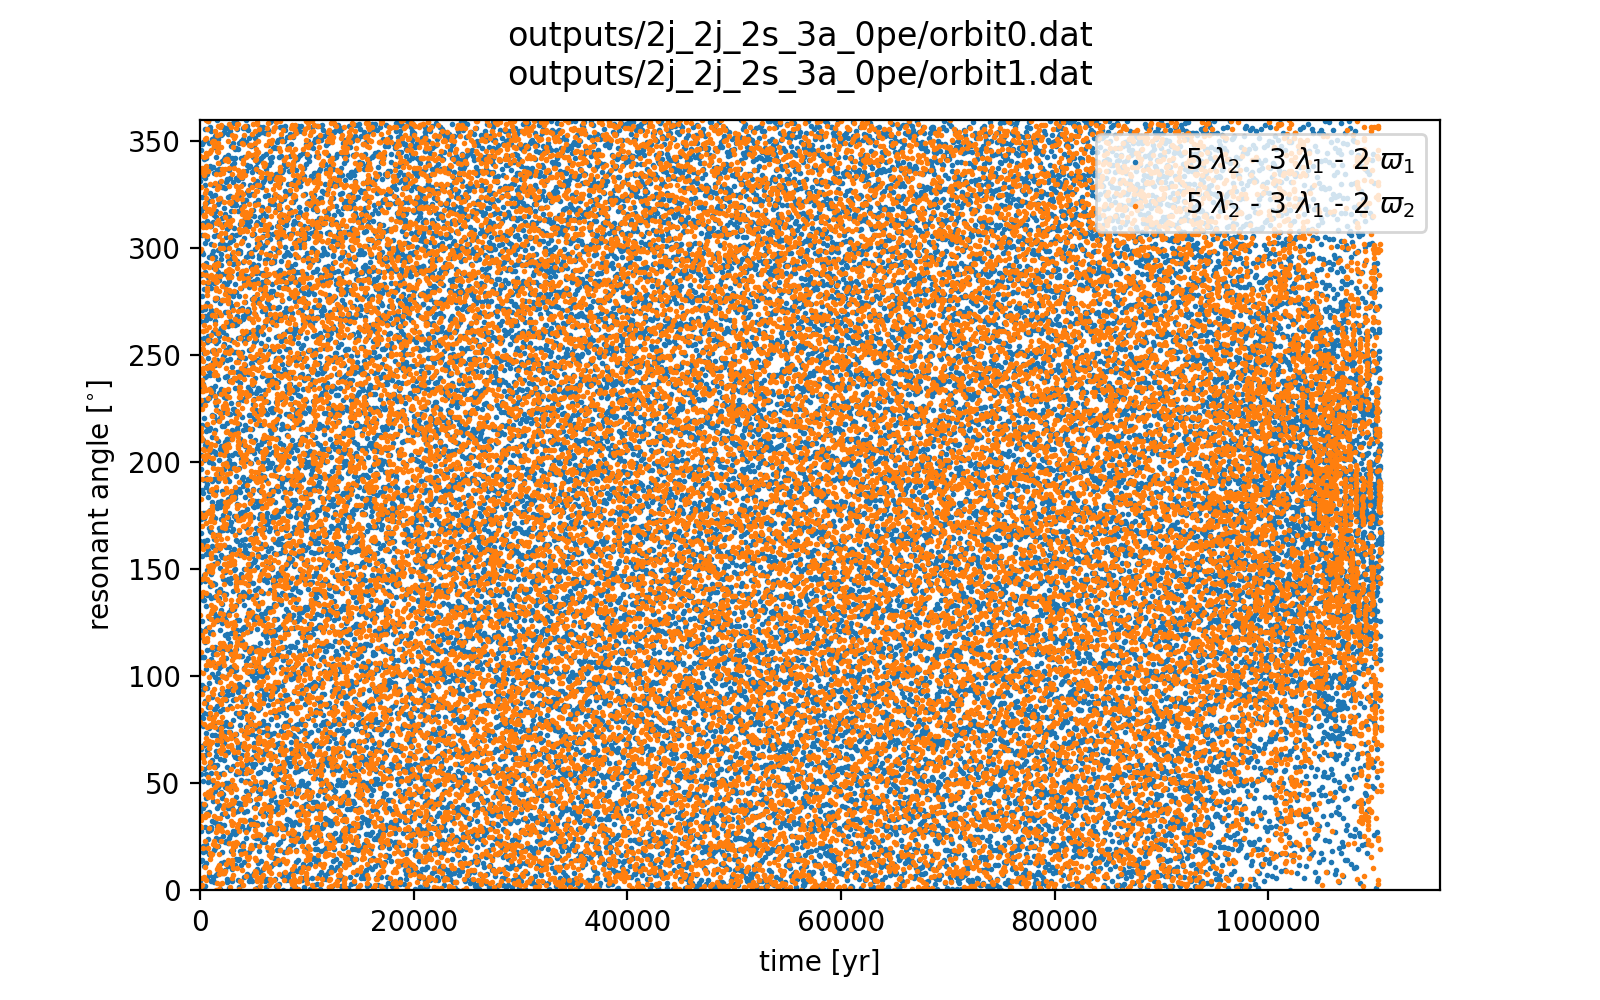 outputs/2j_2j_2s_3a_0pe/orbit0.dat
outputs/2j_2j_2s_3a_0pe/orbit1.dat
350
300
250
200
150
100
50
0
resonant angle [°]
5 λ₂ - 3 λ₁ - 2 ϖ₁
5 λ₂ - 3 λ₁ - 2 ϖ₂
0
20000
40000
60000
80000
100000
time [yr]